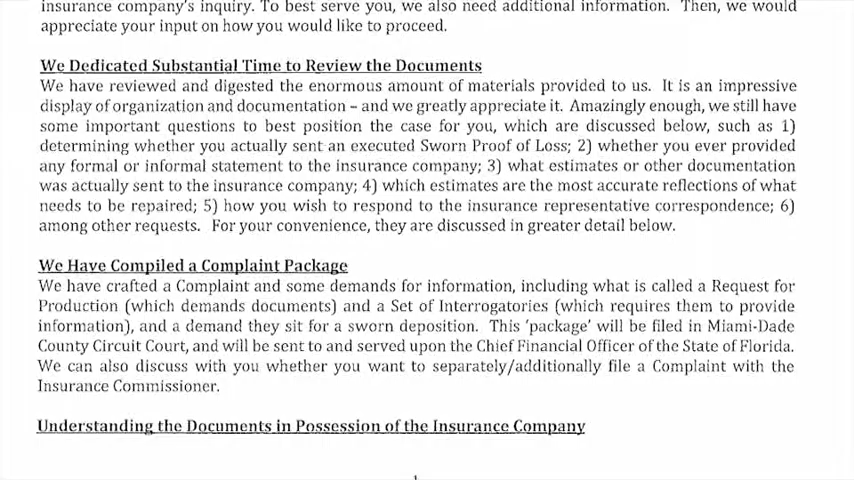 insurance company's inquiry. To best serve you, we also need additional information. Then, we would
appreciate your input on how you would like to proceed.
We Dedicated Substantial Time to Review the Documents
We have reviewed and digested the enormous amount of materials provided to us. It is an impressive
display of organization and documentation – and we greatly appreciate it. Amazingly enough, we still have
some important questions to best position the case for you, which are discussed below, such as 1)
determining whether you actually sent an executed Sworn Proof of Loss; 2) whether you ever provided
any formal or informal statement to the insurance company; 3) what estimates or other documentation
was actually sent to the insurance company; 4) which estimates are the most accurate reflections of what
needs to be repaired; 5) how you wish to respond to the insurance representative correspondence; 6)
among other requests. For your convenience, they are discussed in greater detail below.
We Have Compiled a Complaint Package
We have crafted a Complaint and some demands for information, including what is called a Request for
Production (which demands documents) and a Set of Interrogatories (which requires them to provide
information), and a demand they sit for a sworn deposition. This 'package' will be filed in Miami-Dade
County Circuit Court, and will be sent to and served upon the Chief Financial Officer of the State of Florida.
We can also discuss with you whether you want to separately/additionally file a Complaint with the
Insurance Commissioner.
Understanding the Documents in Possession of the Insurance Company